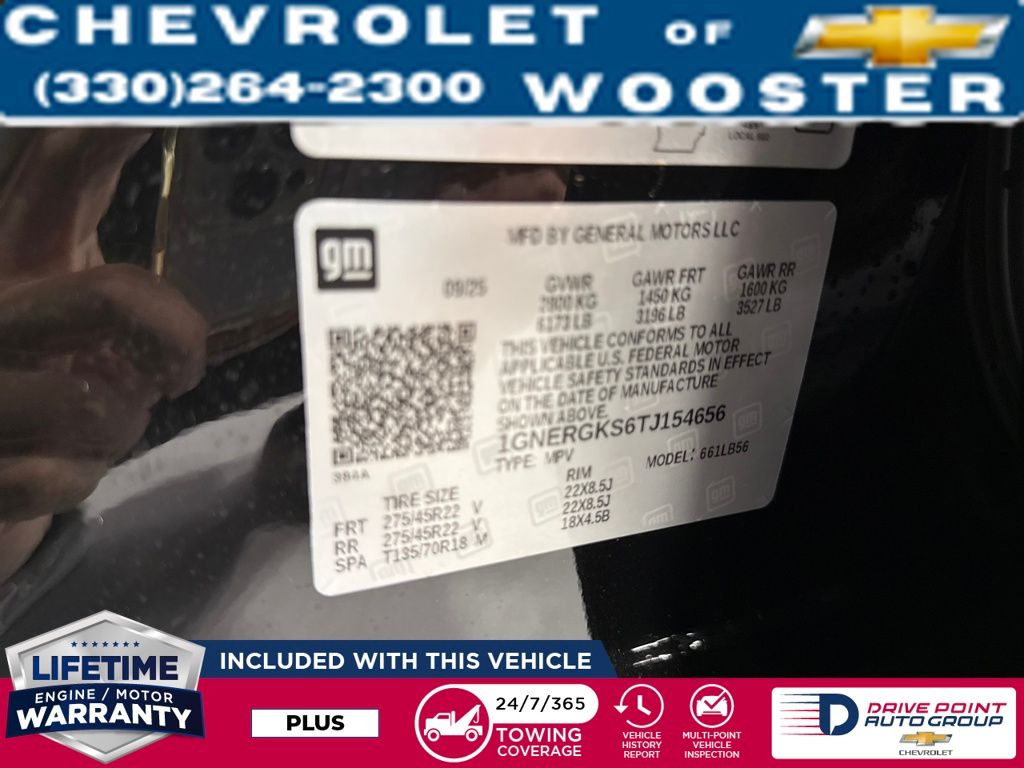 CHEVROLET OF
(330)264-2300 WOOSTER
LOCAL
gm
MFD BY GENERAL MOTORS LLC
09/25
GVWR GAWR FRT GAWR RR
2800 KG 1450 KG 1600 KG
6173 LB 3196 LB 3527 LB
THIS VEHICLE CONFORMS TO ALL
APPLICABLE U.S. FEDERAL MOTOR
VEHICLE SAFETY STANDARDS IN EFFECT
ON THE DATE OF MANUFACTURE
SHOWN ABOVE.
1GNERGKS6TJ154656
TYPE: MPV MODEL: 661LB56
384A
TIRE SIZE RIM
FRT 275/45R22 V 22X8.5J
RR 275/45R22 V 22X8.5J
SPA T135/70R18 M 18X4.5B
LIFETIME
ENGINE / MOTOR
WARRANTY
INCLUDED WITH THIS VEHICLE
PLUS
24/7/365
TOWING
COVERAGE
VEHICLE
HISTORY
REPORT
MULTI-POINT
VEHICLE
INSPECTION
DRIVE POINT
AUTO GROUP
CHEVROLET